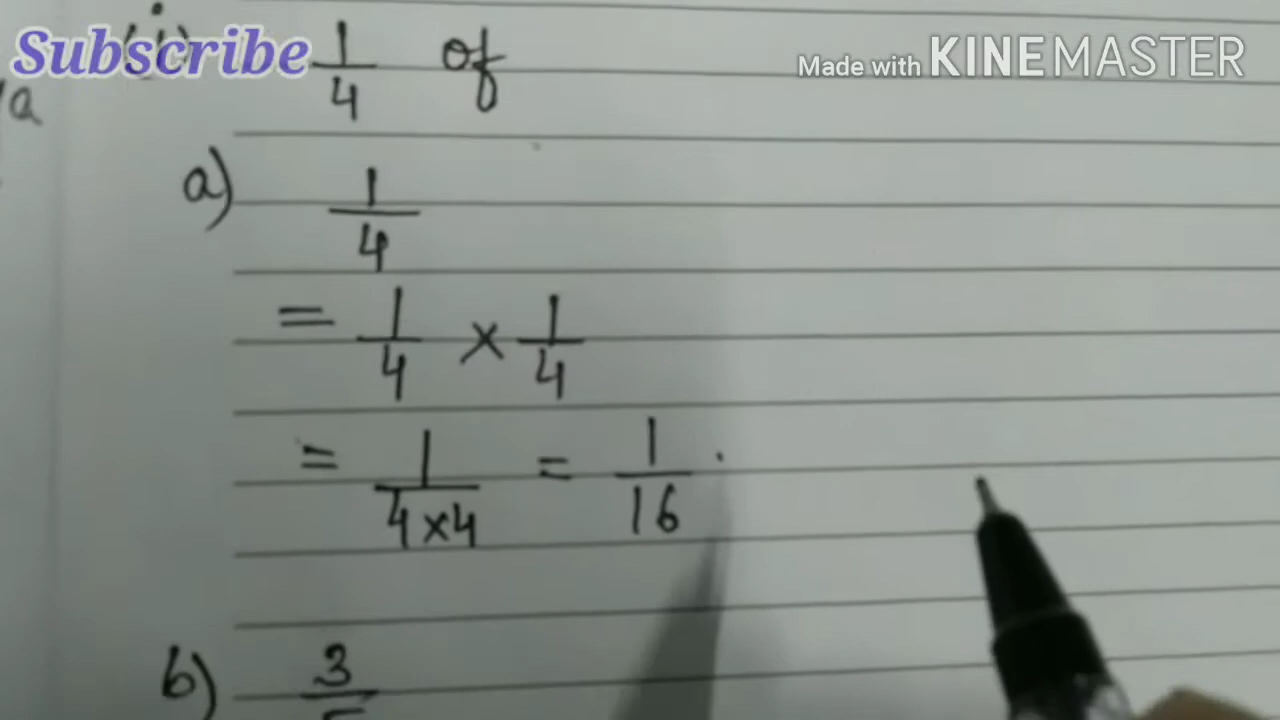 Subscribe
Made with KINEMASTER
(i) 1/4 of
a
a) 1/4
= 1/4 × 1/4
= 1/4×4 = 1/16 .
b) 3/5